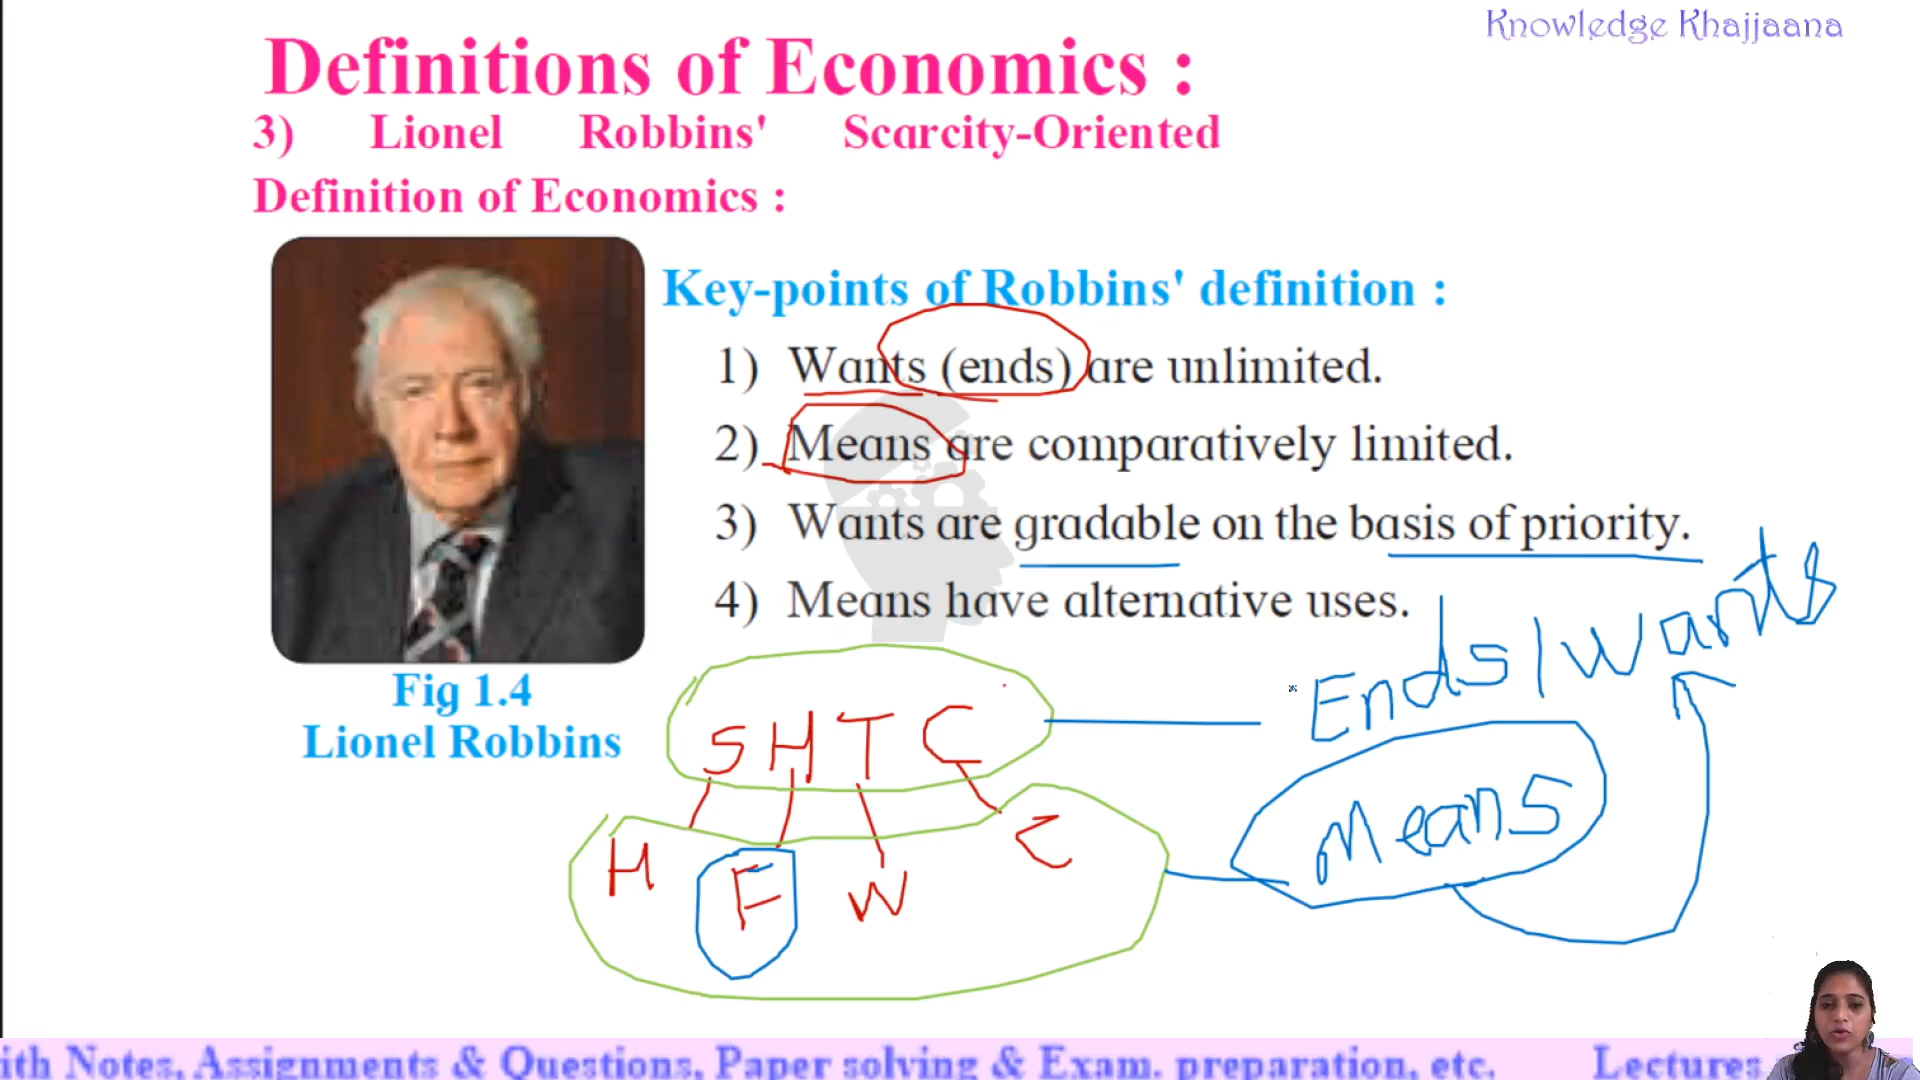 Knowledge Khajjaana
Definitions of Economics :
3) Lionel Robbins' Scarcity-Oriented
Definition of Economics :
Key-points of Robbins' definition :
1) Wants (ends) are unlimited.
2) Means are comparatively limited.
3) Wants are gradable on the basis of priority.
4) Means have alternative uses.
Fig 1.4
Lionel Robbins
Ends/Wants
S H T C
Means
H F W
ith Notes, Assignments & Questions, Paper solving & Exam. preparation, etc. Lectures